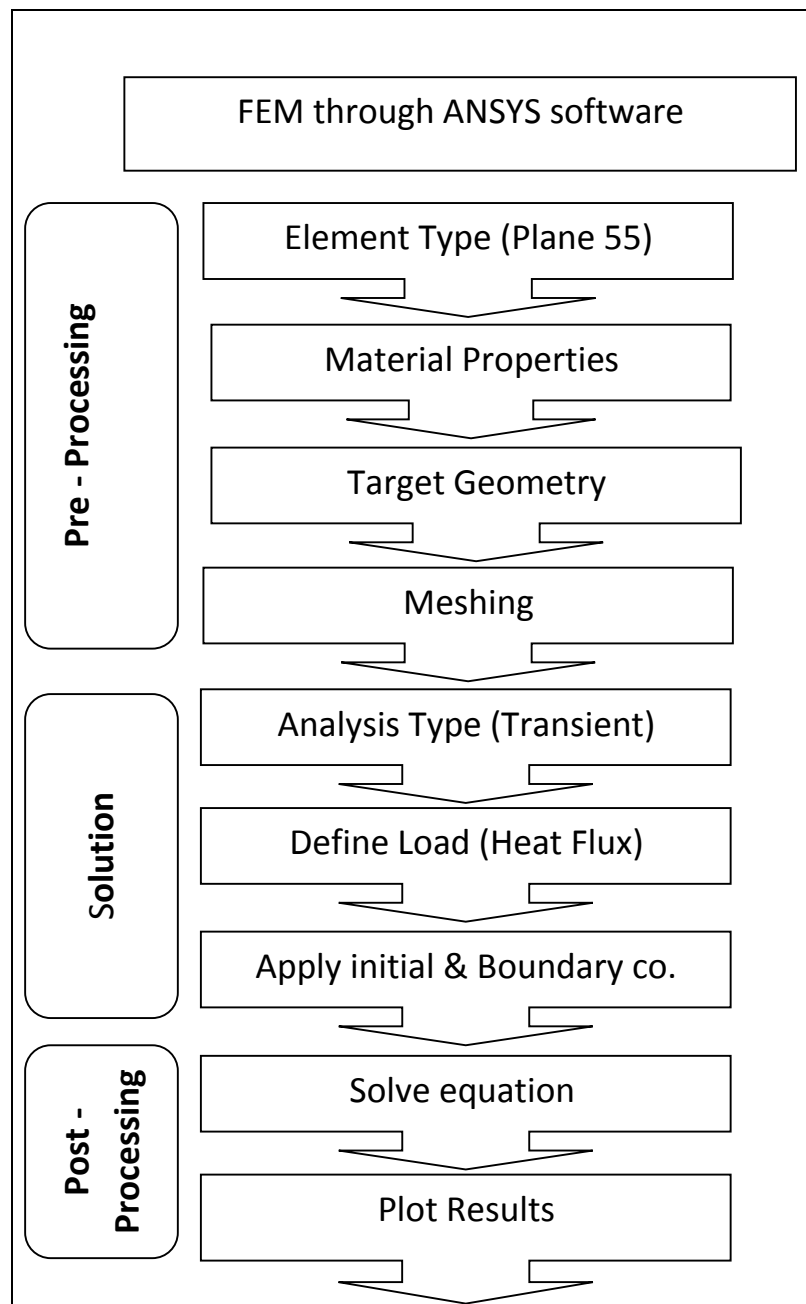 FEM through ANSYS software
Pre - Processing
Element Type (Plane 55)
Material Properties
Target Geometry
Meshing
Solution
Analysis Type (Transient)
Define Load (Heat Flux)
Apply initial & Boundary co.
Post -
Processing
Solve equation
Plot Results